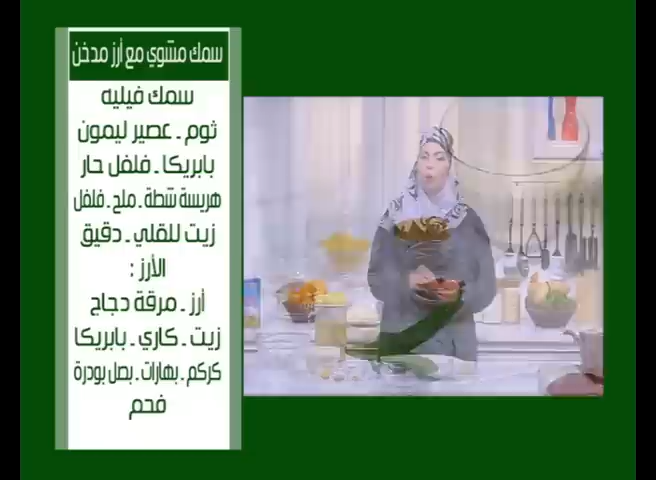 سمك مشوي مع أرز مدخن
سمك فيليه
ثوم . عصير ليمون
بابريكا . فلفل حار
هريسة شطة . ملح . فلفل
زيت للقلي . دقيق
الأرز :
أرز . مرقة دجاج
زيت . كاري . بابريكا
كركم . بهارات . بصل بودرة
فحم